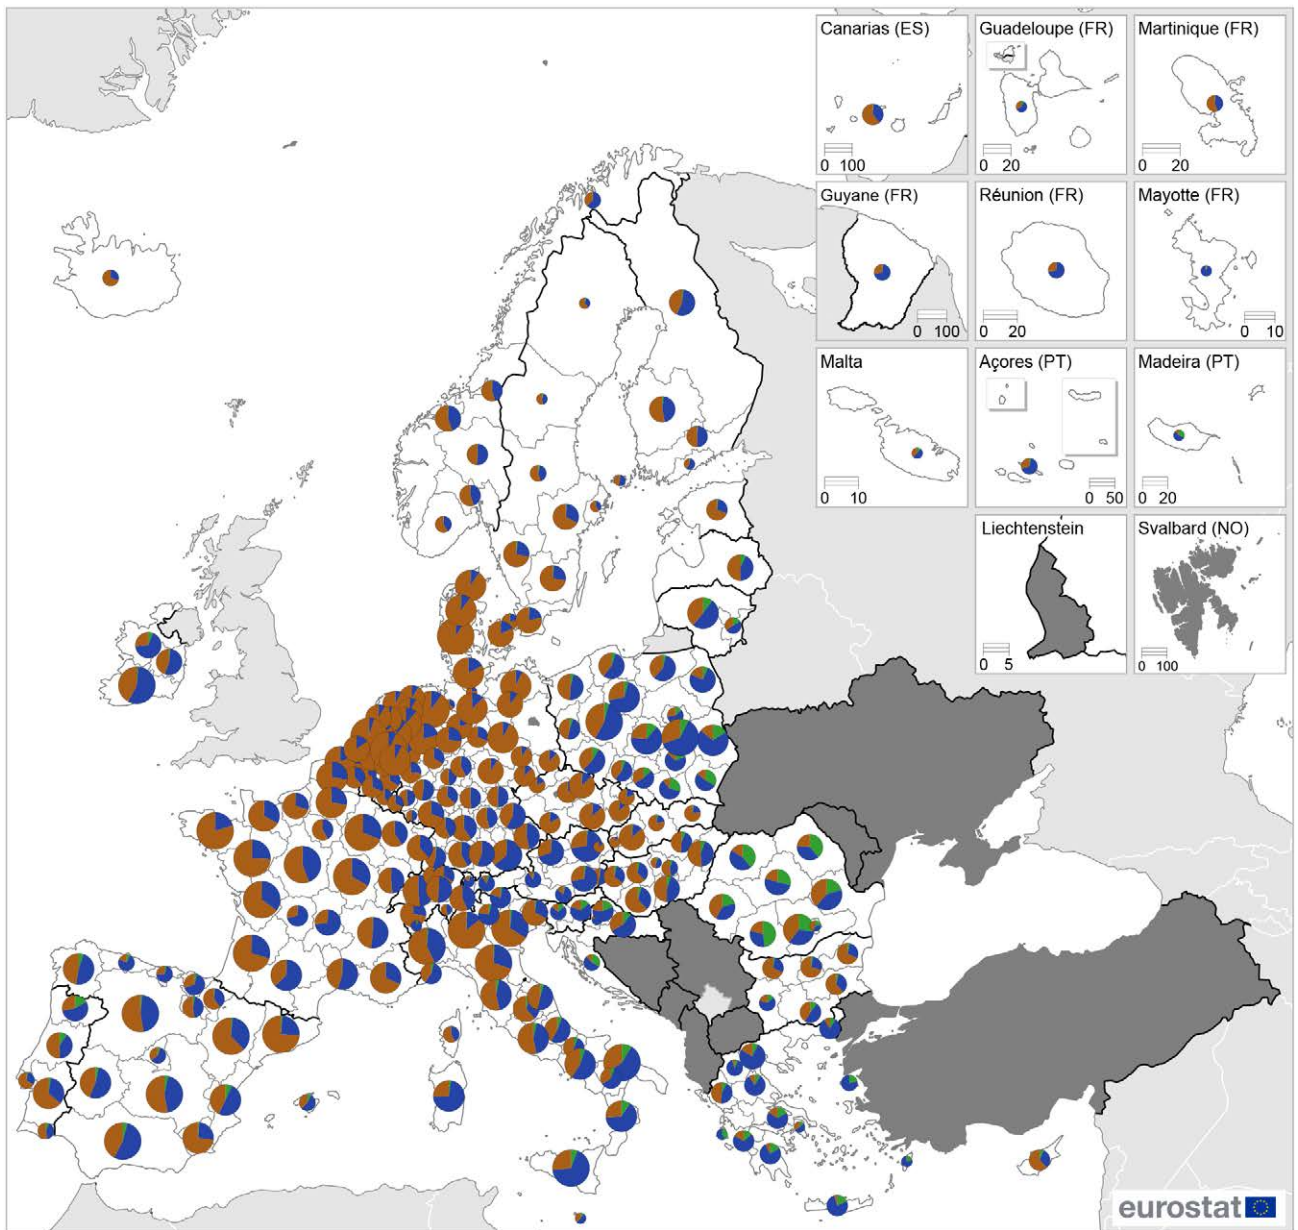 Canarias (ES)
0 100
Guadeloupe (FR)
0 20
Martinique (FR)
0 20
Guyane (FR)
0 100
Réunion (FR)
0 20
Mayotte (FR)
0 10
Malta
0 10
Açores (PT)
0 50
Madeira (PT)
0 20
Liechtenstein
0 5
Svalbard (NO)
0 100
eurostat